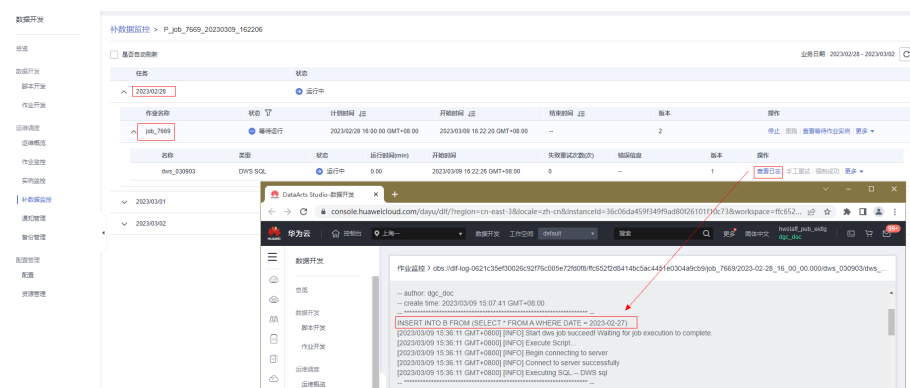 数据开发
补数据监控 > P_job_7669_20230309_162206
总览
是否自动刷新
业务日期：2023/02/28 - 2023/03/02
数据开发
任务 状态
脚本开发
2023/02/28 运行中
作业开发
作业名称 状态 计划时间 开始时间 结束时间 版本 操作
运维调度
job_7669 等待运行 2023/02/28 16:00:00 GMT+08:00 2023/03/09 16:22:20 GMT+08:00 -- 2 停止 重跑 查看等待作业实例 更多
运维概览
作业监控
名称 类型 状态 运行时间(min) 开始时间 失败重试次数(次) 错误信息 版本 操作
实例监控
dws_030903 DWS SQL 运行中 0.00 2023/03/09 16:22:26 GMT+08:00 0 -- 1 查看日志 手工重试 强制成功 更多
补数据监控
2023/03/01
通知管理
2023/03/02
备份管理
配置管理
配置
资源管理
DataArts Studio-数据开发
console.huaweicloud.com/dayu/dlf/?region=cn-east-3&locale=zh-cn&instanceId=36c06da459f349f9ad80f26101f10c73&workspace=ffc652...
华为云 控制台 上海一 数据开发 工作空间 default 搜索 更多 简体中文 hwstaff_pub_eidg
dgc_doc
99+
数据开发
作业监控 > obs://dlf-log-0621c35ef30026c92f76c005e72fd0f8/ffc652f2d8414bc5ac4451e0304a9cb9/job_7669/2023-02-28_16_00_00.000/dws_030903/dws_...
总览
-- author: dgc_doc
-- create time: 2023/03/09 15:07:41 GMT+08:00
数据开发
INSERT INTO B FROM (SELECT * FROM A WHERE DATE = 2023-02-27)
脚本开发
[2023/03/09 15:36:11 GMT+0800] [INFO] Start dws job succeed! Waiting for job execution to complete.
[2023/03/09 15:36:11 GMT+0800] [INFO] Execute Script...
作业开发
[2023/03/09 15:36:11 GMT+0800] [INFO] Begin connecting to server
[2023/03/09 15:36:11 GMT+0800] [INFO] Connect to server successfully
运维调度
[2023/03/09 15:36:11 GMT+0800] [INFO] Executing SQL -- DWS sql
运维概览